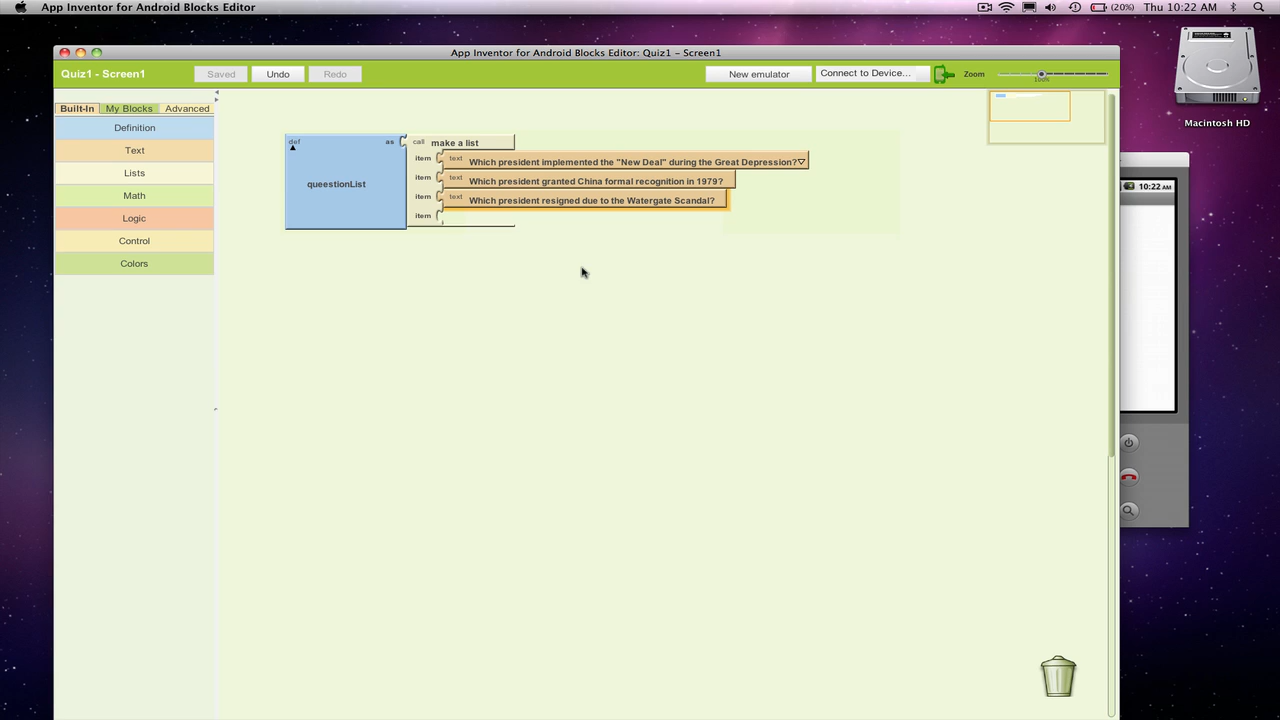 App Inventor for Android Blocks Editor
(20%) Thu 10:22 AM
App Inventor for Android Blocks Editor: Quiz1 – Screen1
Quiz1 - Screen1
Saved
Undo
Redo
New emulator
Connect to Device...
Zoom
100%
Built-In
My Blocks
Advanced
Definition
Text
Lists
Math
Logic
Control
Colors
def as
queestionList
call make a list
item text Which president implemented the "New Deal" during the Great Depression?
item text Which president granted China formal recognition in 1979?
item text Which president resigned due to the Watergate Scandal?
item
Macintosh HD
10:22 AM